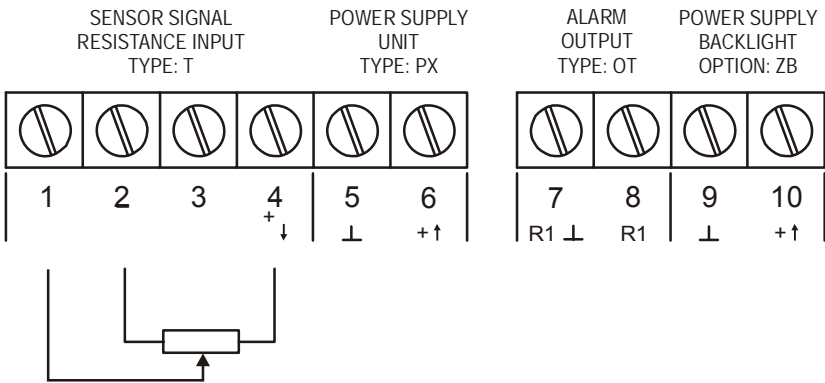 SENSOR SIGNAL
RESISTANCE INPUT
TYPE: T
POWER SUPPLY
UNIT
TYPE: PX
ALARM
OUTPUT
TYPE: OT
POWER SUPPLY
BACKLIGHT
OPTION: ZB
1 2 3 4 5 6 7 8 9 10
+ ↓ ⊥ +↑ R1 ⊥ R1 ⊥ +↑